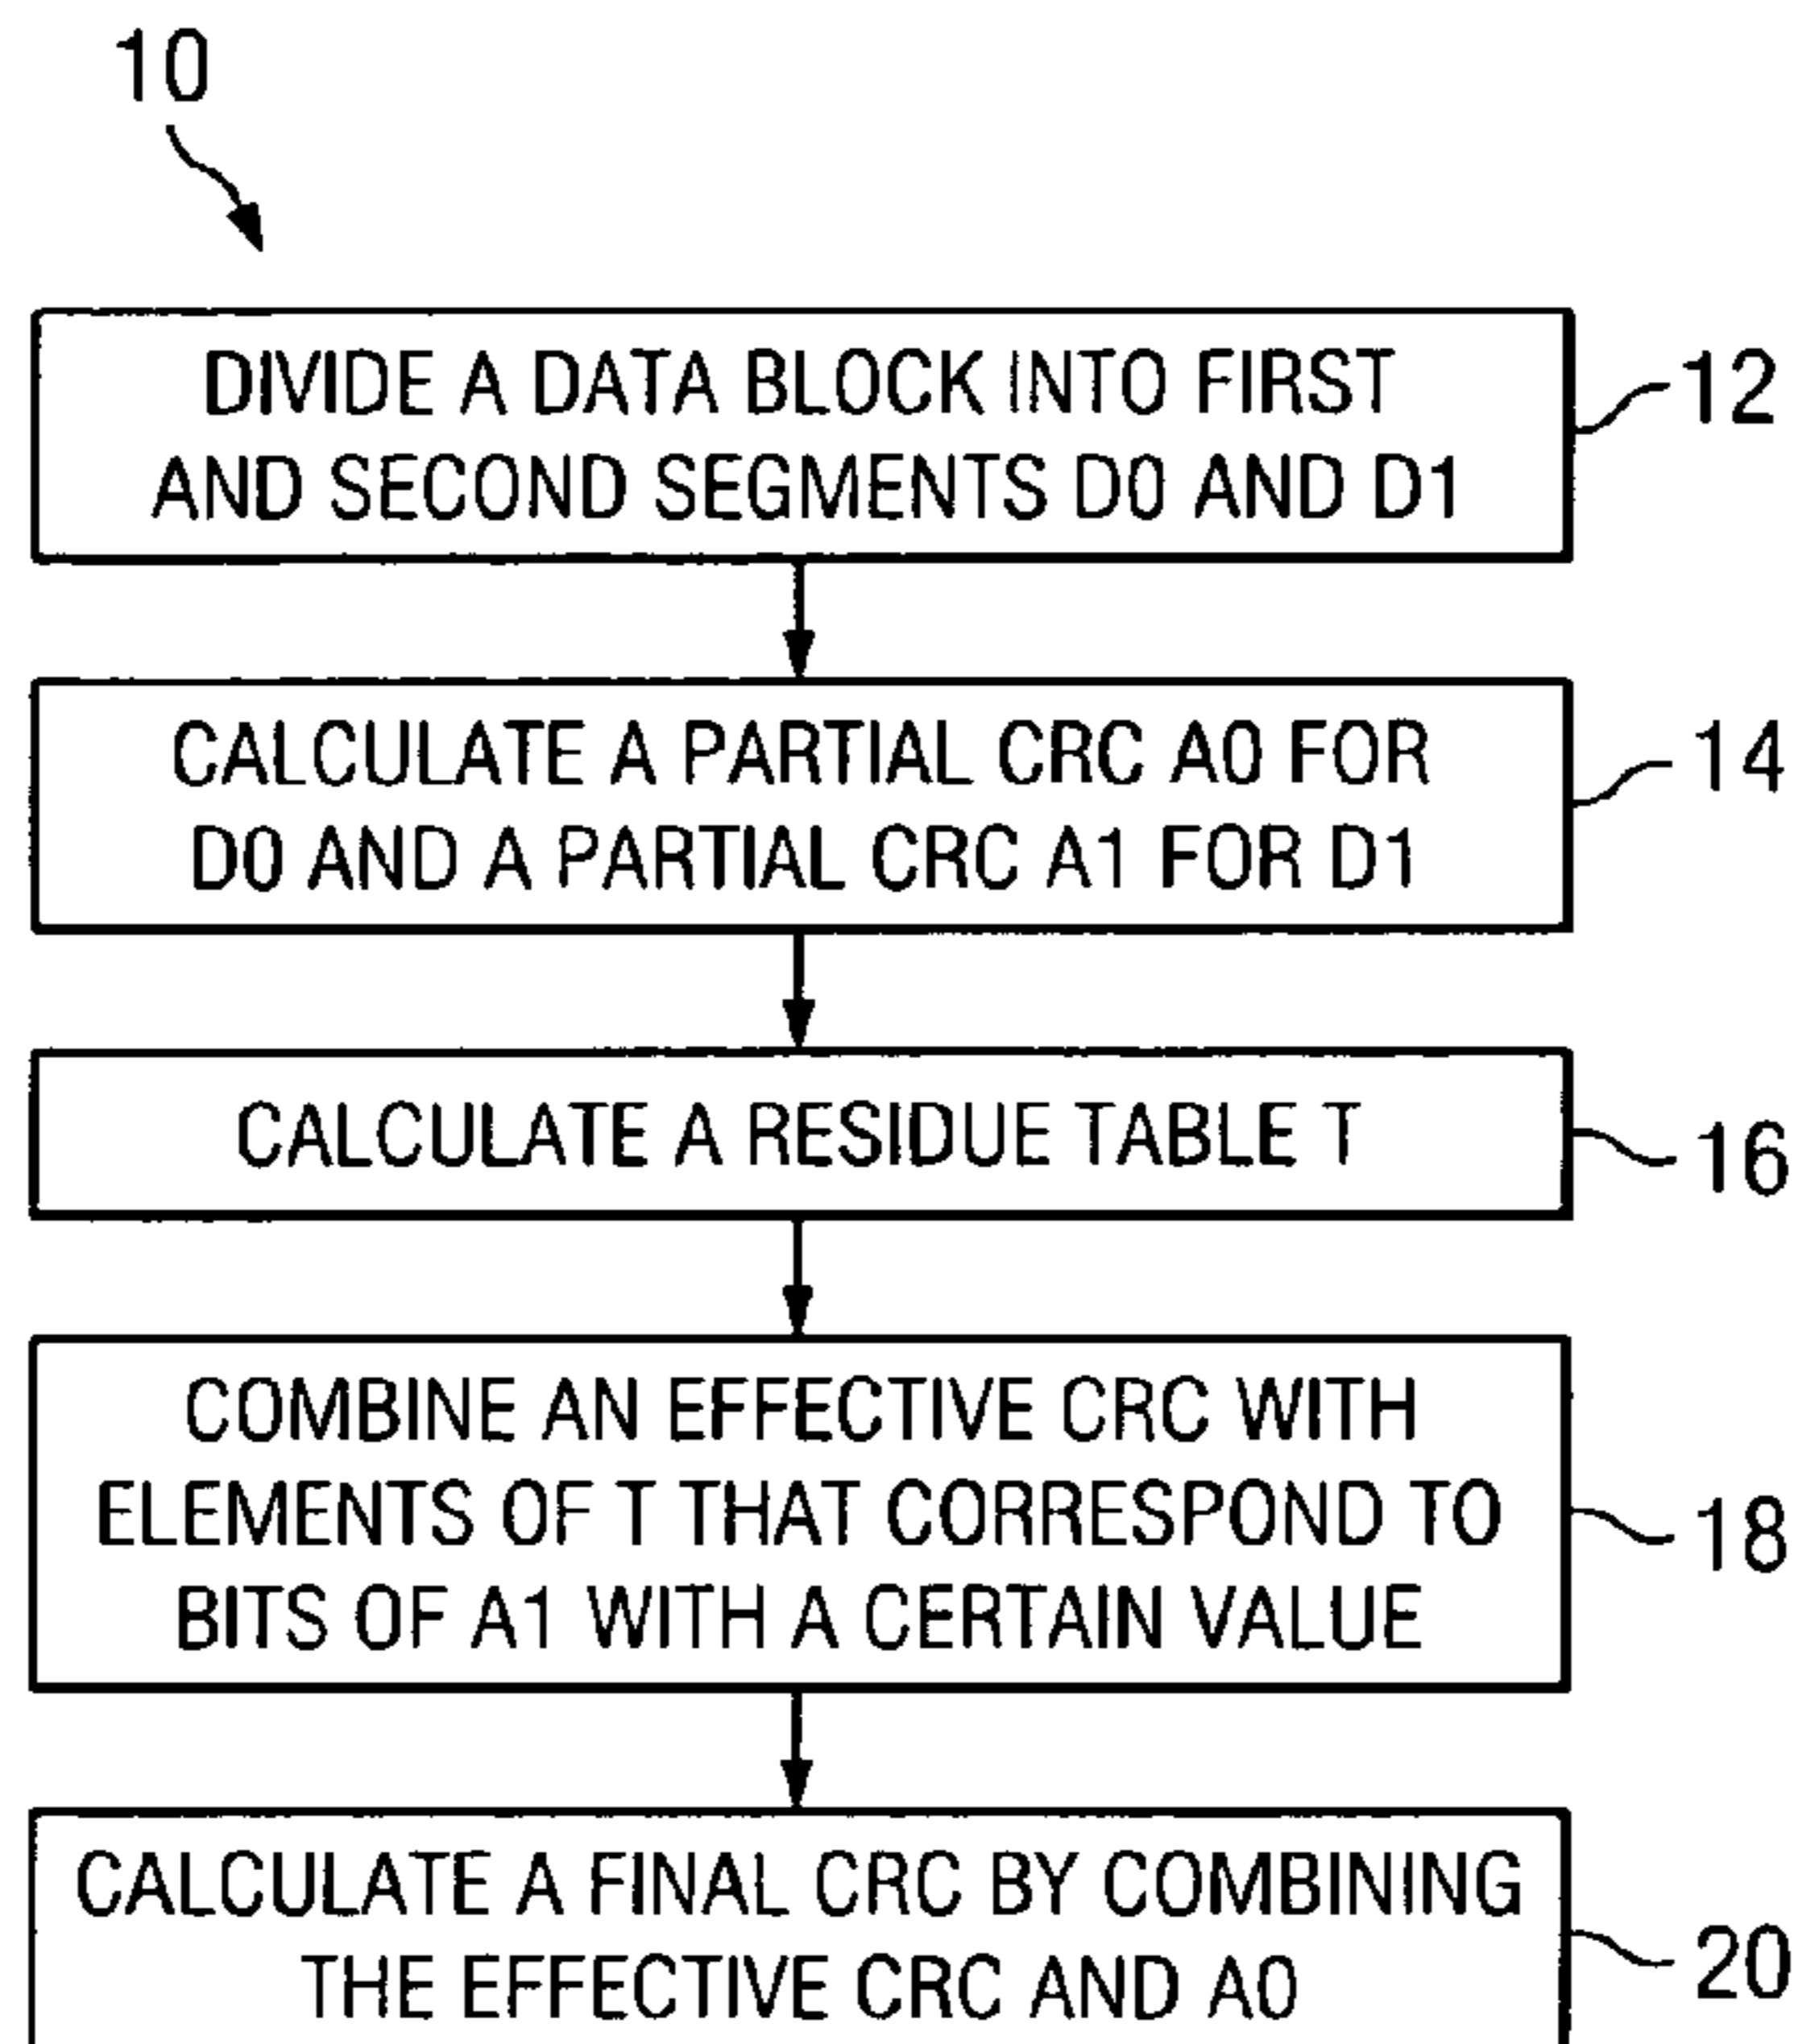 10
DIVIDE A DATA BLOCK INTO FIRST
AND SECOND SEGMENTS D0 AND D1
12
CALCULATE A PARTIAL CRC A0 FOR
D0 AND A PARTIAL CRC A1 FOR D1
14
CALCULATE A RESIDUE TABLE T
16
COMBINE AN EFFECTIVE CRC WITH
ELEMENTS OF T THAT CORRESPOND TO
BITS OF A1 WITH A CERTAIN VALUE
18
CALCULATE A FINAL CRC BY COMBINING
THE EFFECTIVE CRC AND A0
20